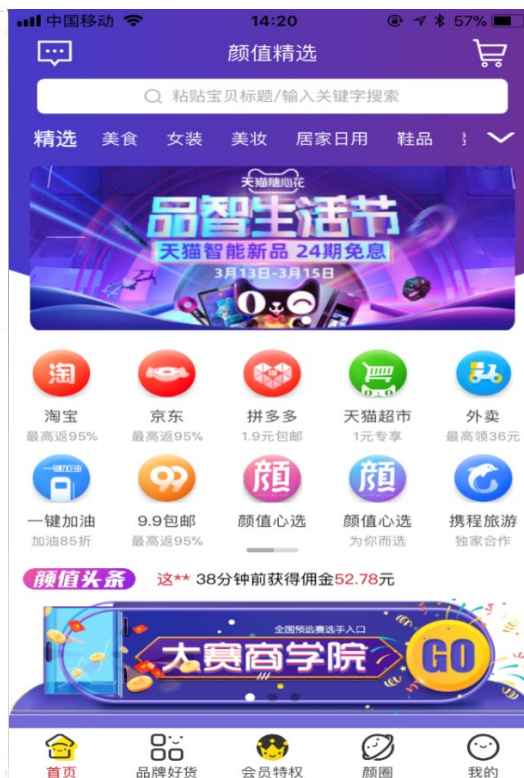 中国移动 14:20 57%
颜值精选
粘贴宝贝标题/输入关键字搜索
精选 美食 女装 美妆 居家日用 鞋品
天猫随心花
品智生活节
天猫智能新品 24期免息
3月13日-3月15日
淘 顔 顔
淘宝 京东 拼多多 天猫超市 外卖
最高返95% 最高返95% 1.9元包邮 1元专享 最高领36元
一键加油 99 顏 顏
一键加油 9.9包邮 颜值心选 颜值心选 携程旅游
加油85折 最高返95% 为你而选 独家合作
颜值头条 这** 38分钟前获得佣金52.78元
全国预选赛选手入口
大赛商学院 GO
首页 品牌好货 会员特权 颜圈 我的